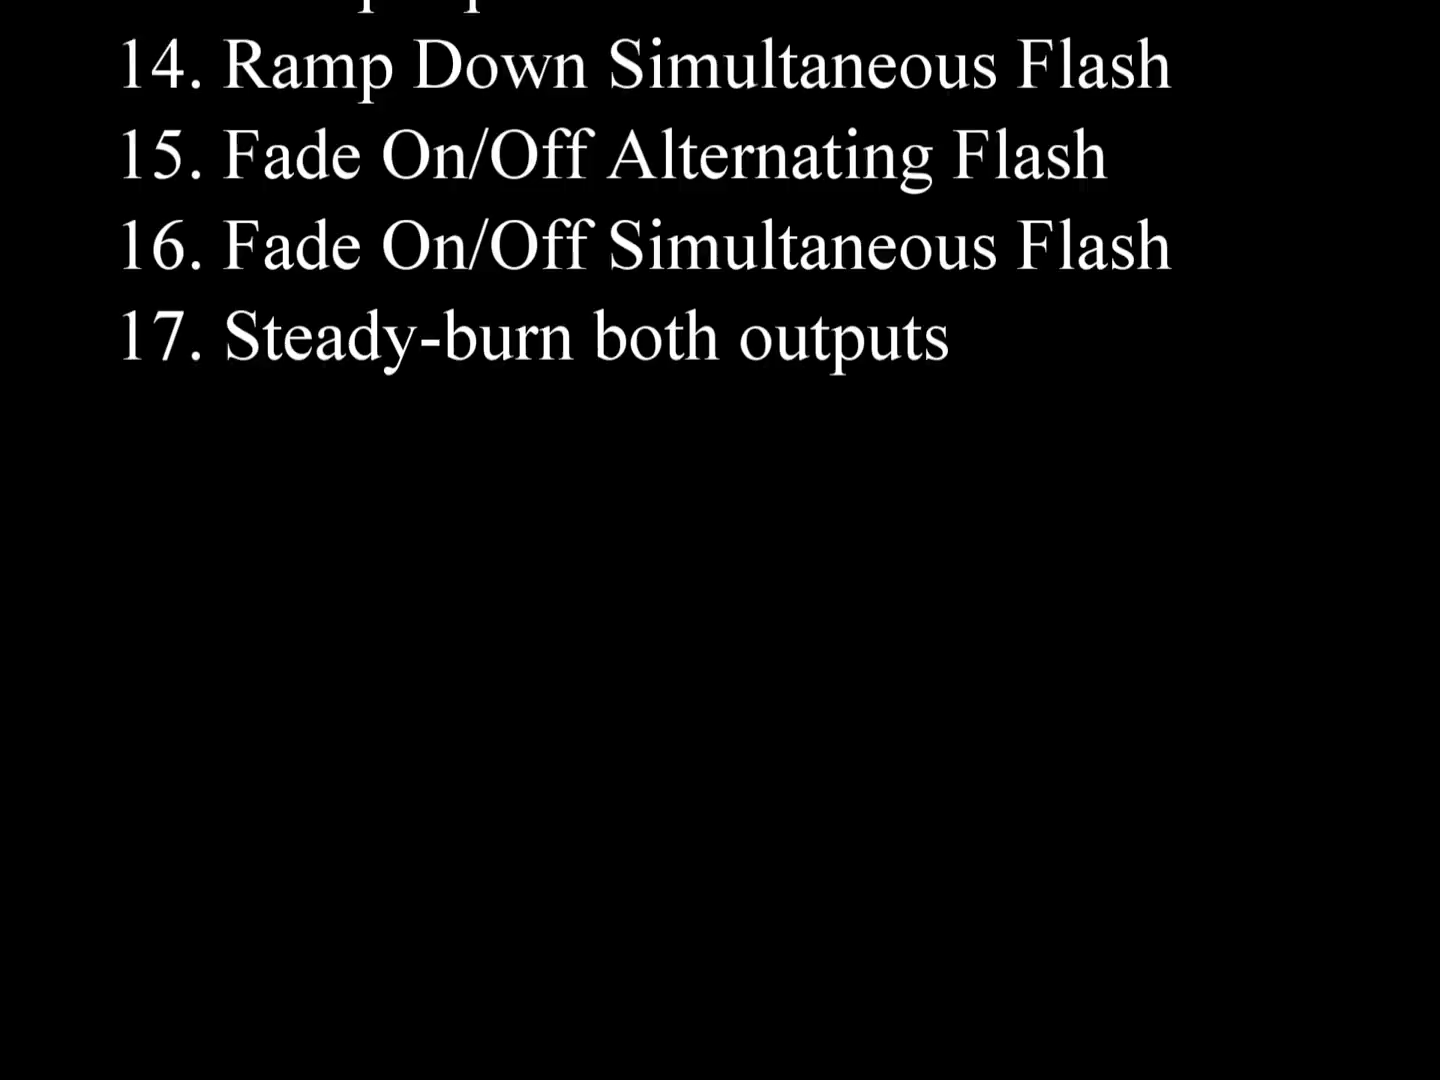 14. Ramp Down Simultaneous Flash
15. Fade On/Off Alternating Flash
16. Fade On/Off Simultaneous Flash
17. Steady-burn both outputs